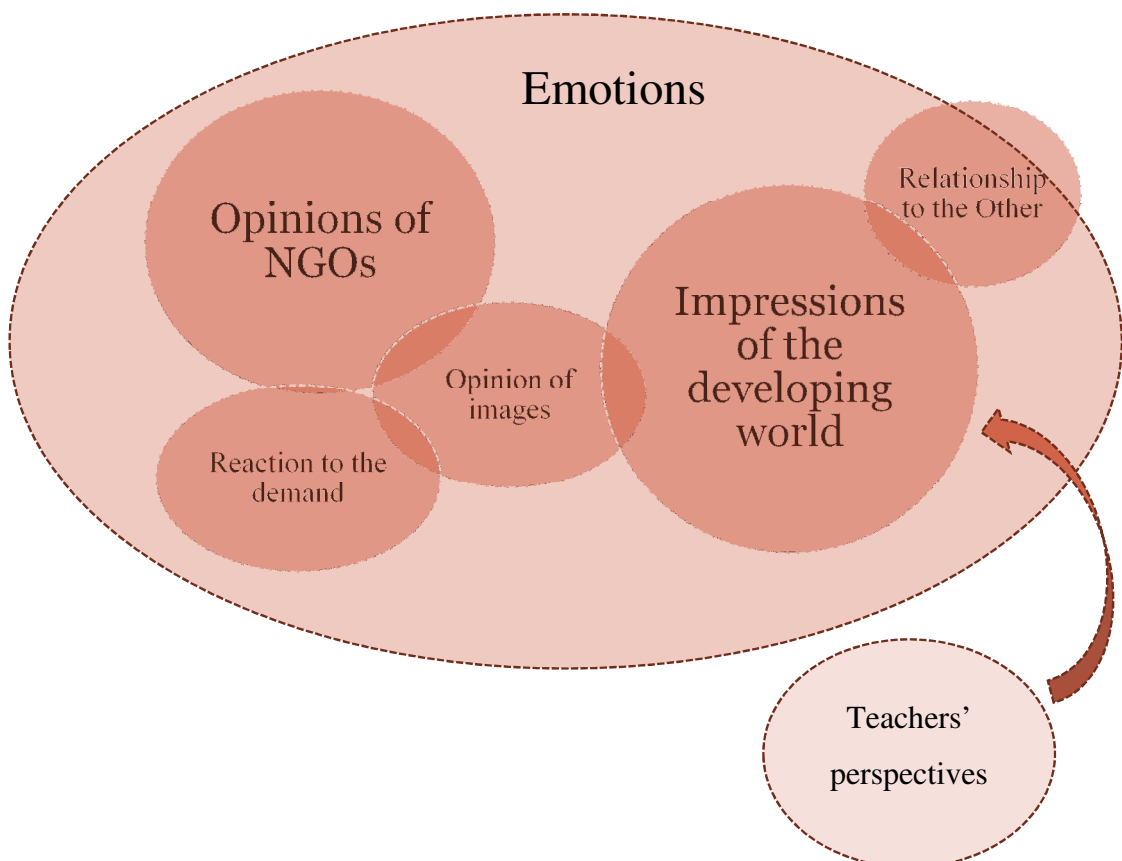 Emotions
Opinions of
NGOs
Relationship
to the Other
Impressions
of the
developing
world
Opinion of
images
Reaction to the
demand
Teachers’
perspectives